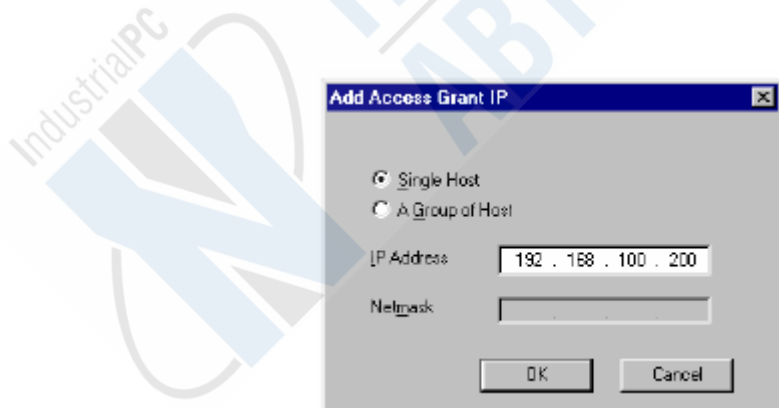 IndustrialPC
Add Access Grant IP
Single Host
A Group of Host
IP Address 192 . 168 . 100 . 200
Netmask . . .
OK Cancel